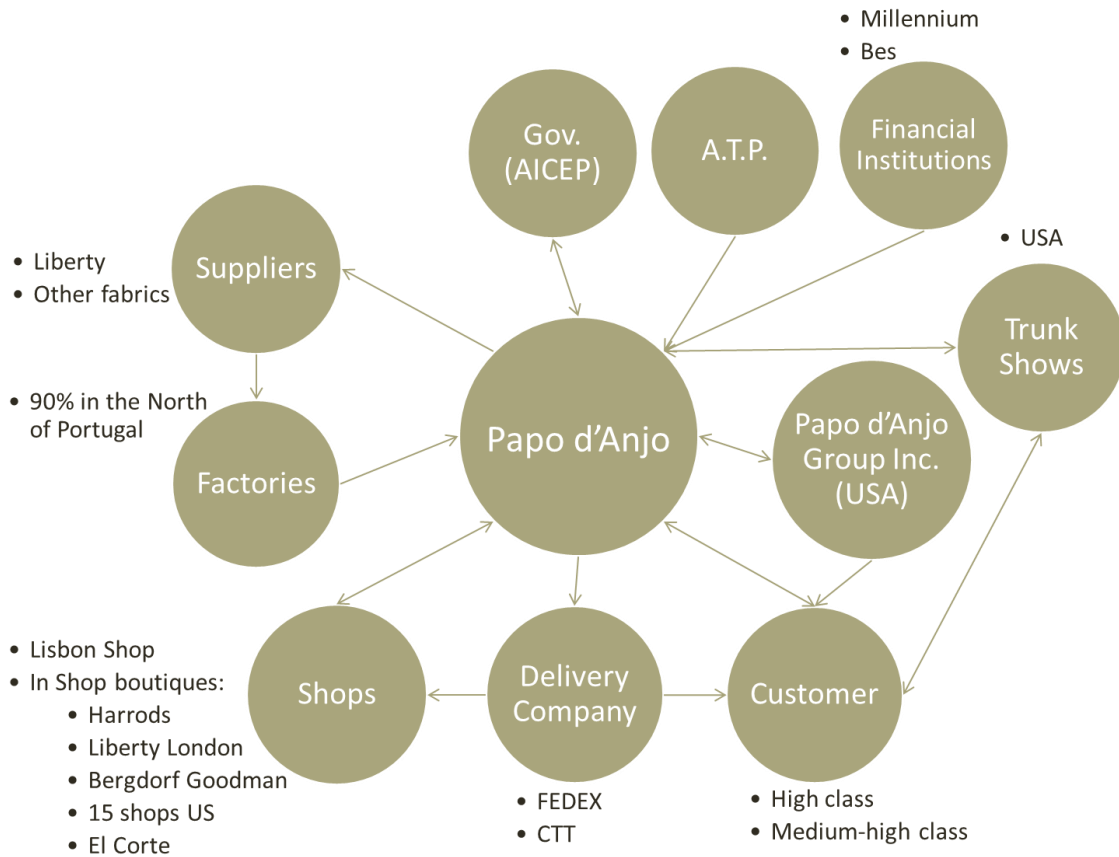 • Millennium
• Bes
Gov.
(AICEP)
A.T.P.
Financial
Institutions
• USA
Suppliers
• Liberty
• Other fabrics
Trunk
Shows
• 90% in the North
of Portugal
Papo d’Anjo
Papo d’Anjo
Group Inc.
(USA)
Factories
• Lisbon Shop
• In Shop boutiques:
• Harrods
• Liberty London
• Bergdorf Goodman
• 15 shops US
• El Corte
Shops
Delivery
Company
Customer
• FEDEX
• CTT
• High class
• Medium-high class